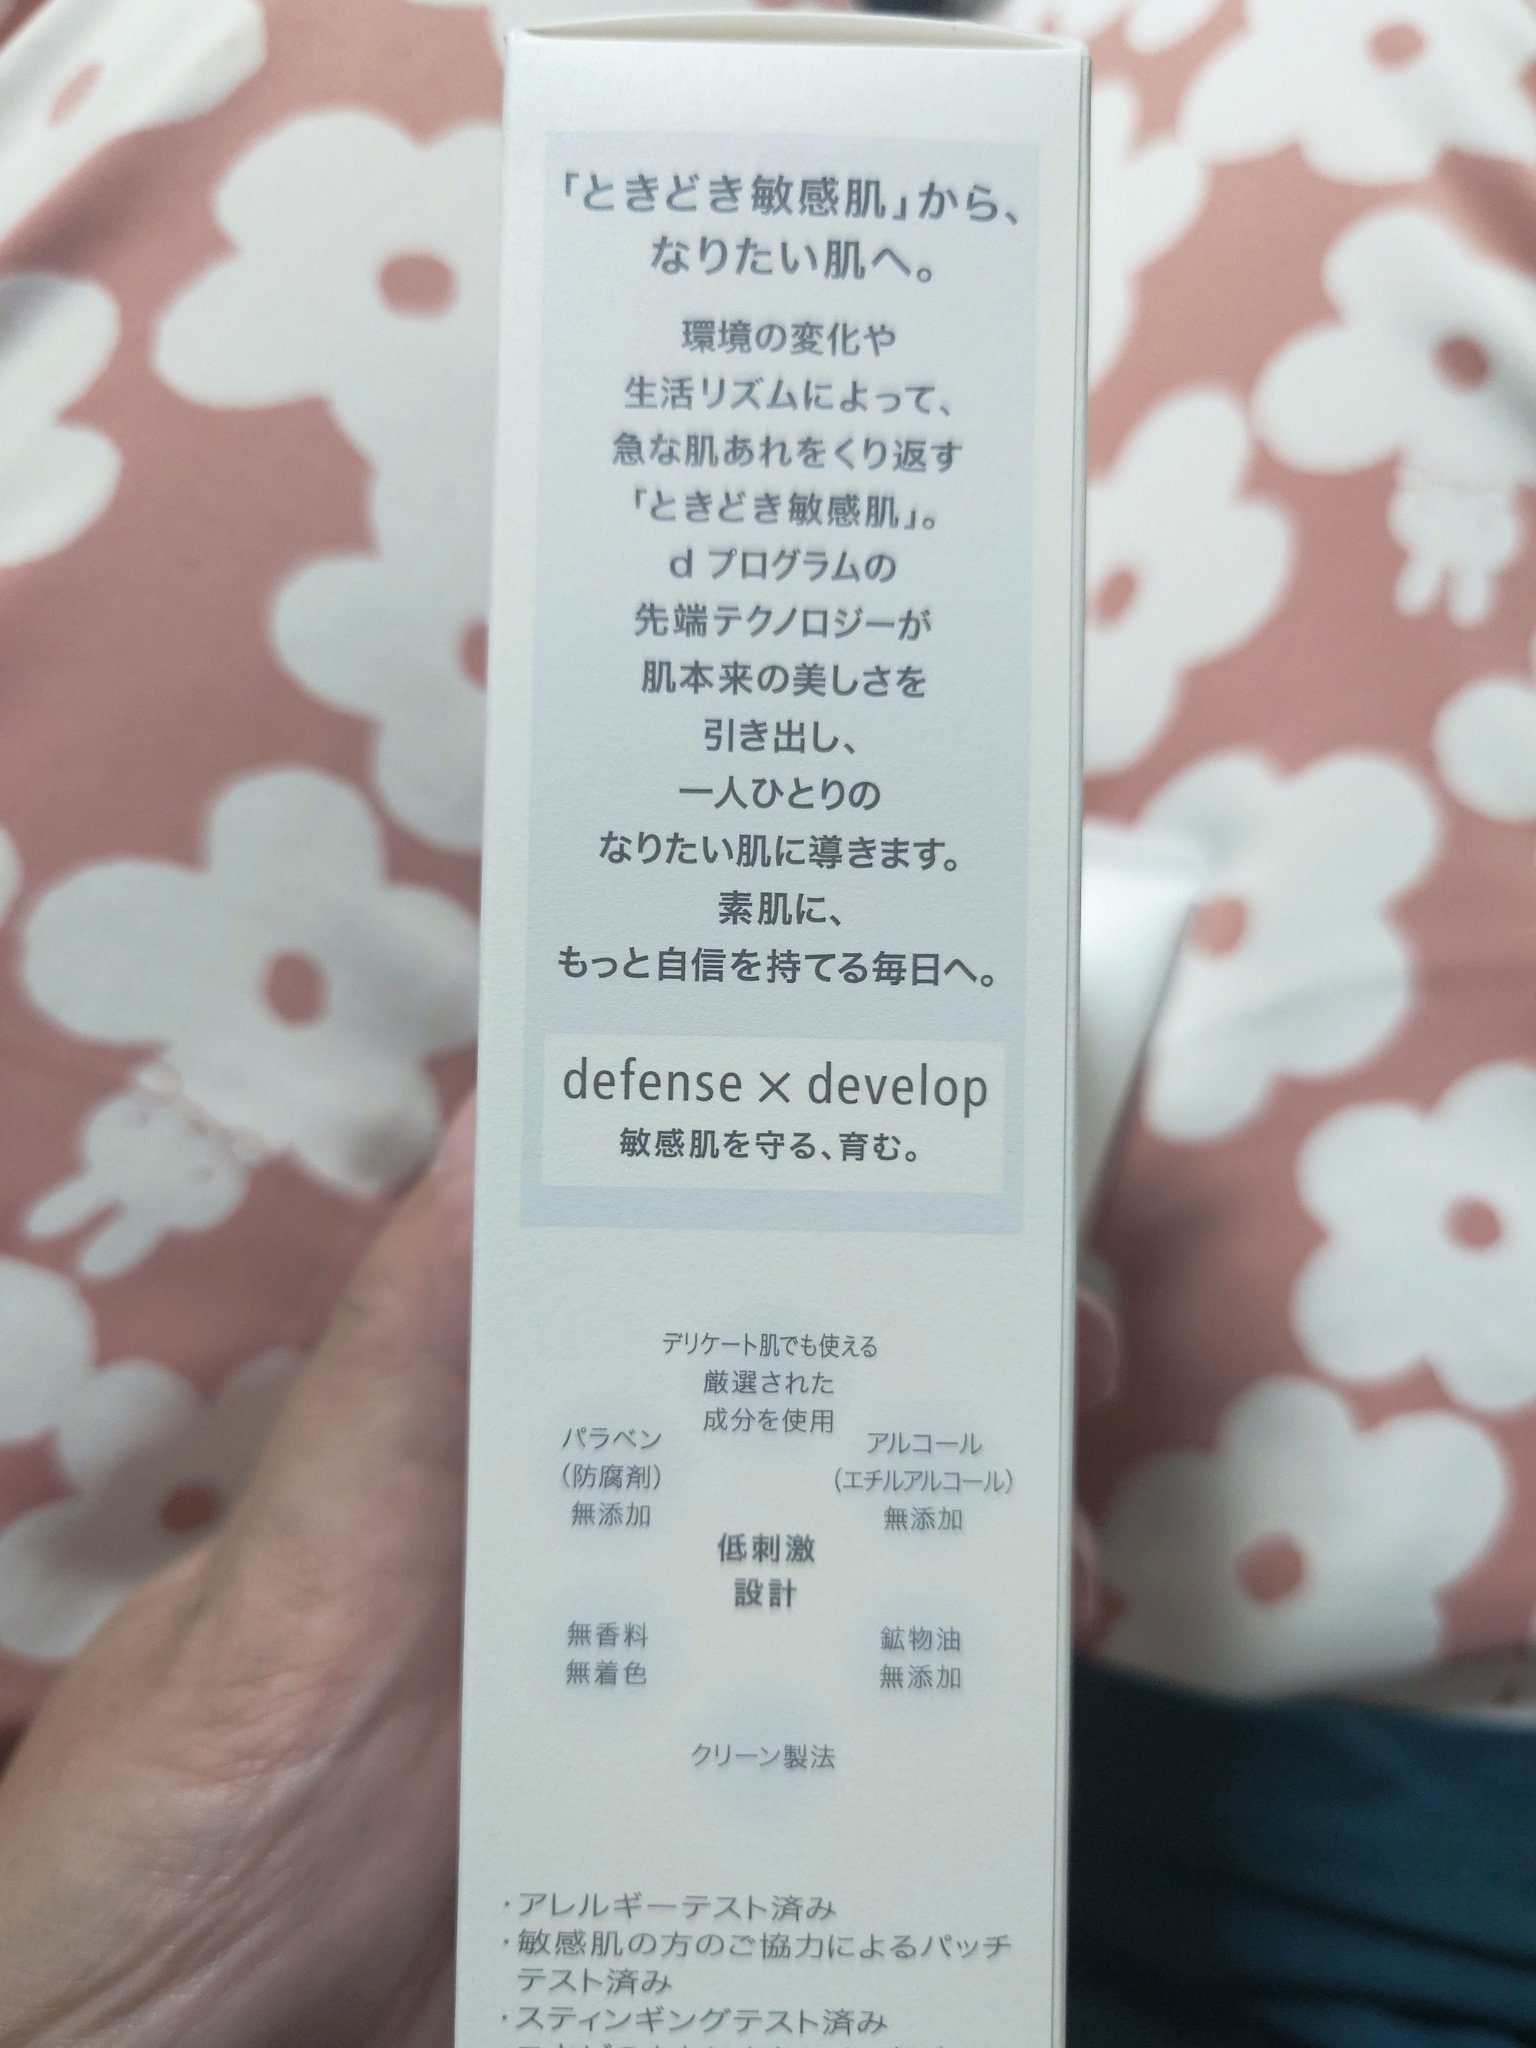 「ときどき敏感肌」から、
なりたい肌へ。
環境の変化や
生活リズムによって、
急な肌あれをくり返す
「ときどき敏感肌」。
d プログラムの
先端テクノロジーが
肌本来の美しさを
引き出し、
一人ひとりの
なりたい肌に導きます。
素肌に、
もっと自信を持てる毎日へ。
defense×develop
敏感肌を守る、育む。
デリケート肌でも使える
厳選された
成分を使用
パラベン
(防腐剤)
無添加
アルコール
(エチルアルコール)
無添加
低刺激
設計
無香料
無着色
鉱物油
無添加
クリーン製法
・アレルギーテスト済み
・敏感肌の方のご協力によるパッチ
テスト済み
・スティンギングテスト済み